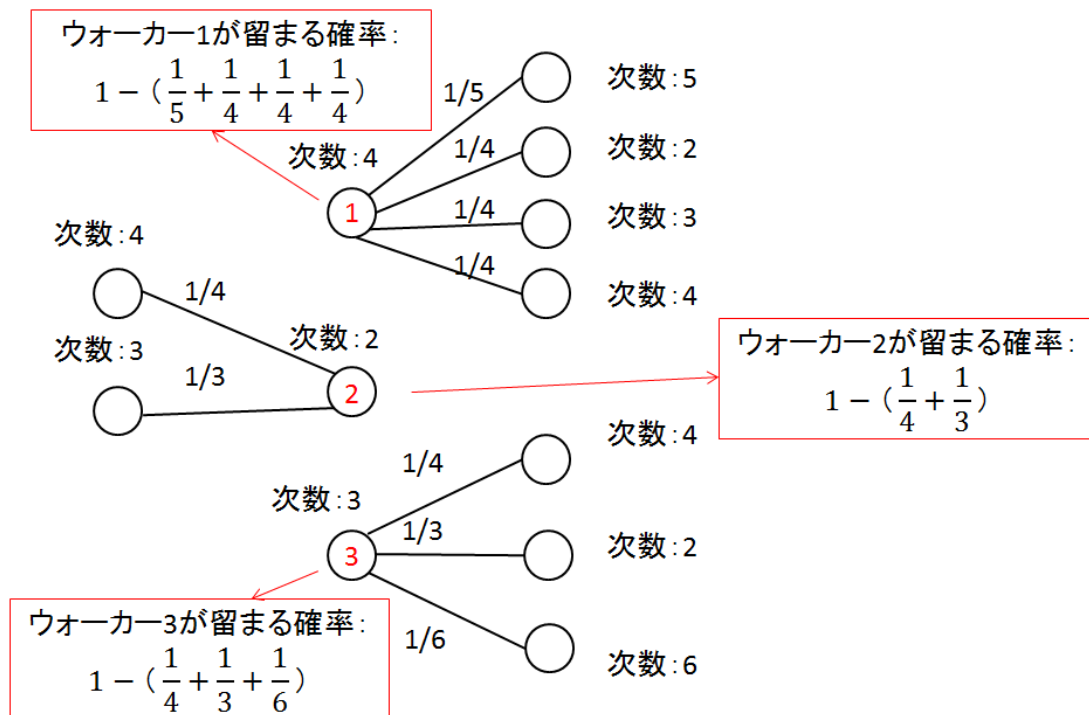 ウォーカー1が留まる確率:
1 − ( 1/5 + 1/4 + 1/4 + 1/4 )
次数:4
1
1/5
1/4
1/4
1/4
次数:5
次数:2
次数:3
次数:4
次数:4
1/4
次数:3
1/3
次数:2
2
ウォーカー2が留まる確率:
1 − ( 1/4 + 1/3 )
次数:3
3
1/4
1/3
1/6
次数:4
次数:2
次数:6
ウォーカー3が留まる確率:
1 − ( 1/4 + 1/3 + 1/6 )